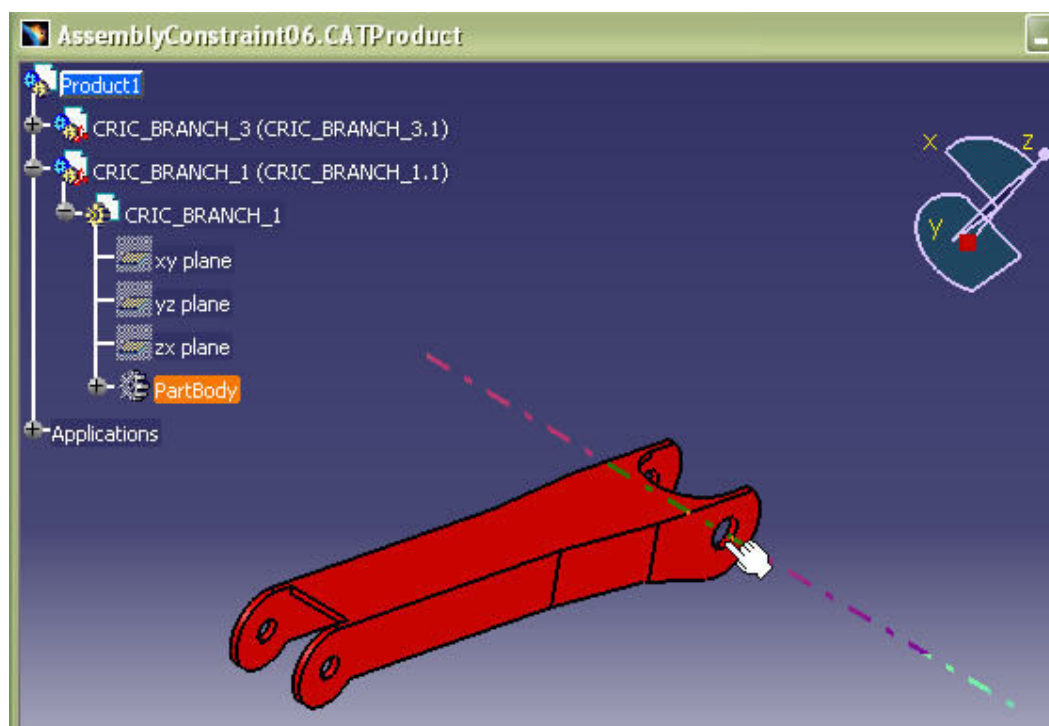 AssemblyConstraint06.CATProduct
Product1
CRIC_BRANCH_3 (CRIC_BRANCH_3.1)
CRIC_BRANCH_1 (CRIC_BRANCH_1.1)
CRIC_BRANCH_1
xy plane
yz plane
zx plane
PartBody
Applications
x
z
y